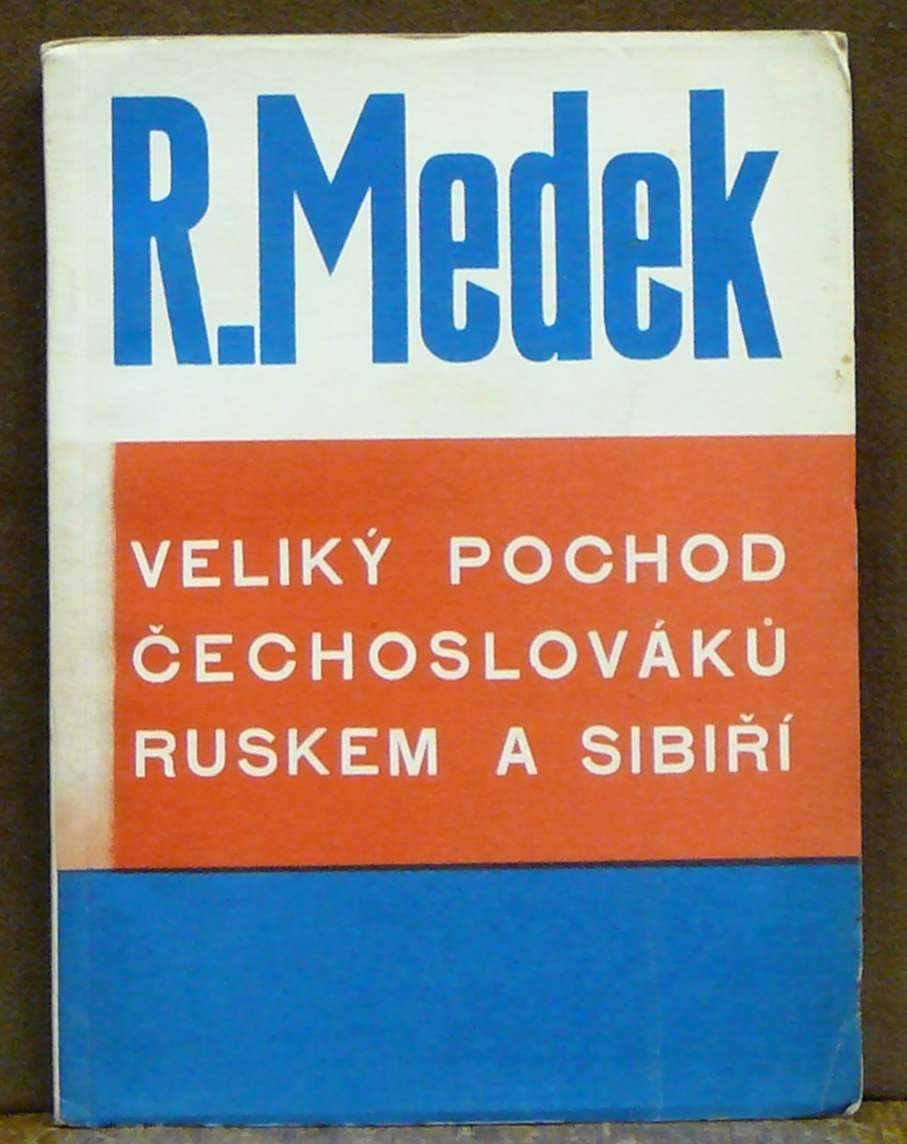 R.Medek
VELIKÝ POCHOD
ČECHOSLOVÁKŮ
RUSKEM A SIBIŘÍ